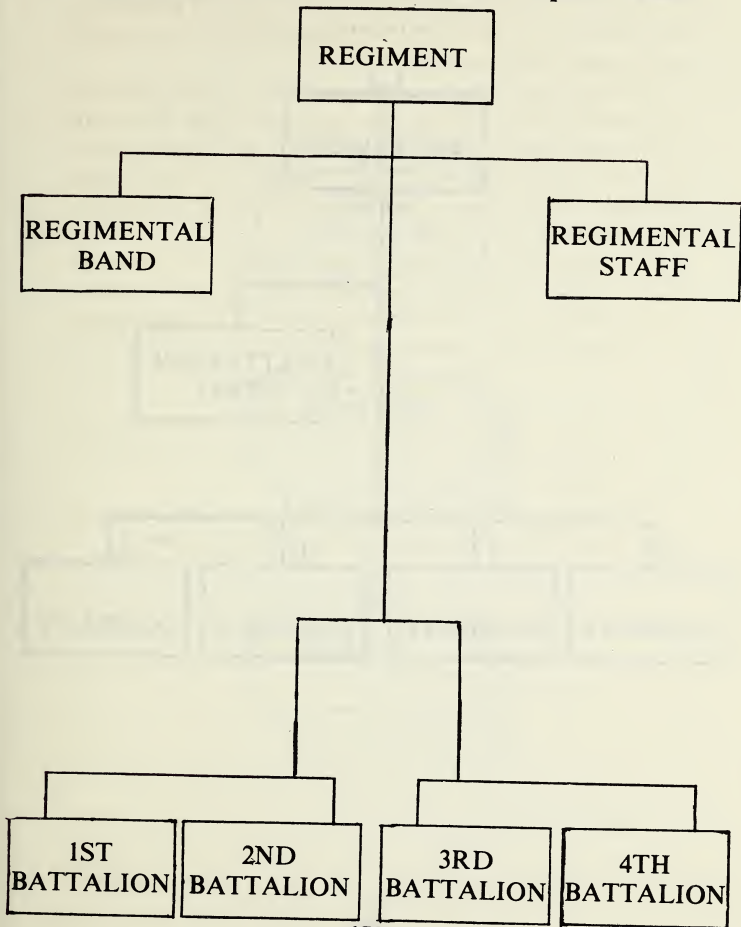 REGIMENT
REGIMENTAL
BAND
REGIMENTAL
STAFF
1ST
BATTALION
2ND
BATTALION
3RD
BATTALION
4TH
BATTALION